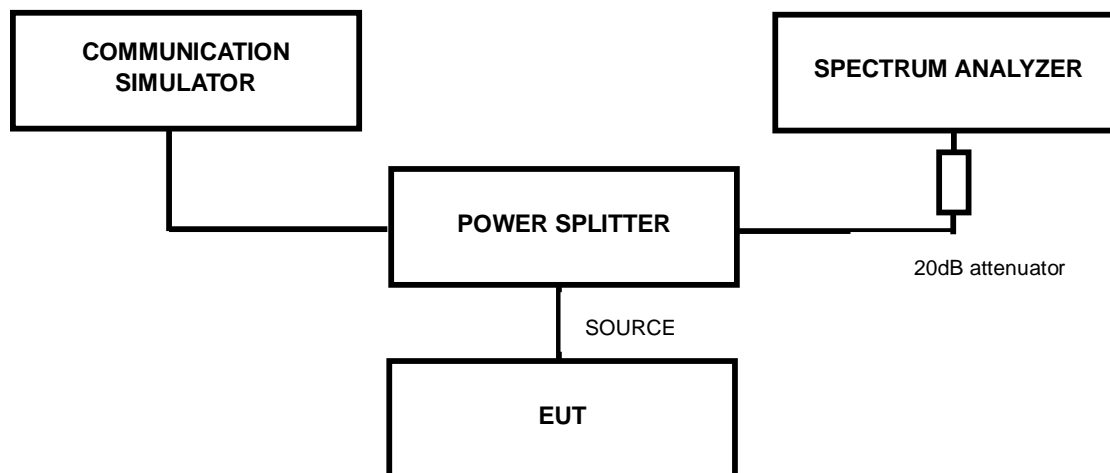 COMMUNICATION
SIMULATOR
SPECTRUM ANALYZER
POWER SPLITTER
20dB attenuator
SOURCE
EUT